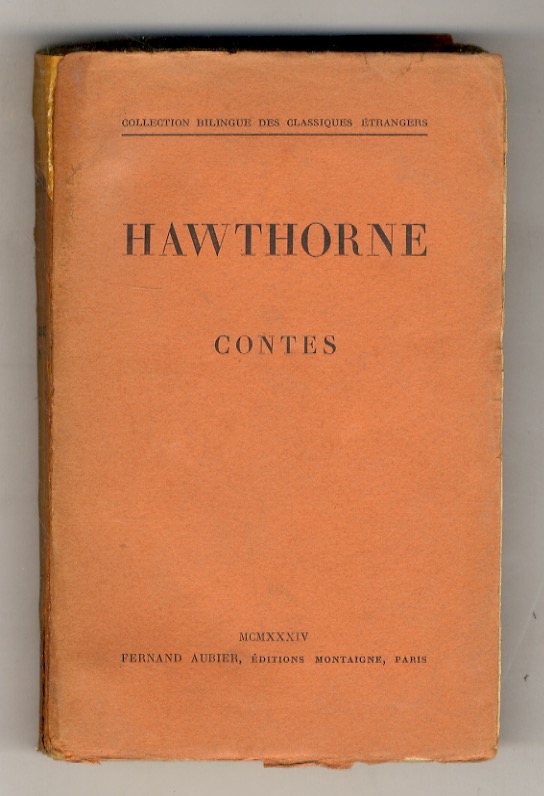 COLLECTION BILINGUE DES CLASSIQUES ÉTRANGERS
HAWTHORNE
CONTES
MCMXXXIV
FERNAND AUBIER, ÉDITIONS MONTAIGNE, PARIS